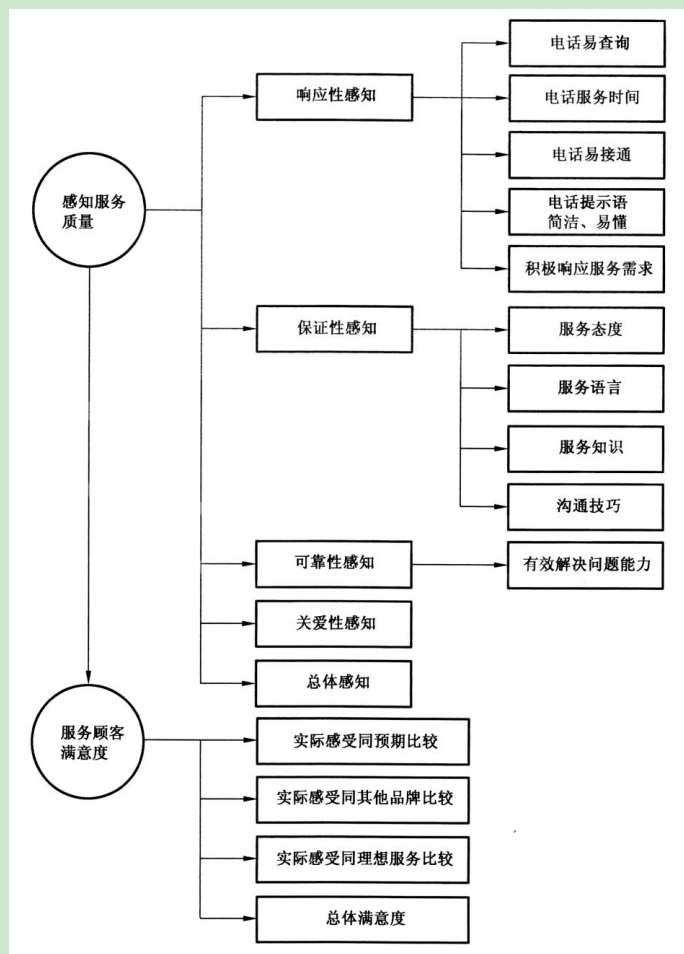 感知服务
质量
响应性感知
电话易查询
电话服务时间
电话易接通
电话提示语
简洁、易懂
积极响应服务需求
保证性感知
服务态度
服务语言
服务知识
沟通技巧
可靠性感知
有效解决问题能力
关爱性感知
总体感知
服务顾客
满意度
实际感受同预期比较
实际感受同其他品牌比较
实际感受同理想服务比较
总体满意度